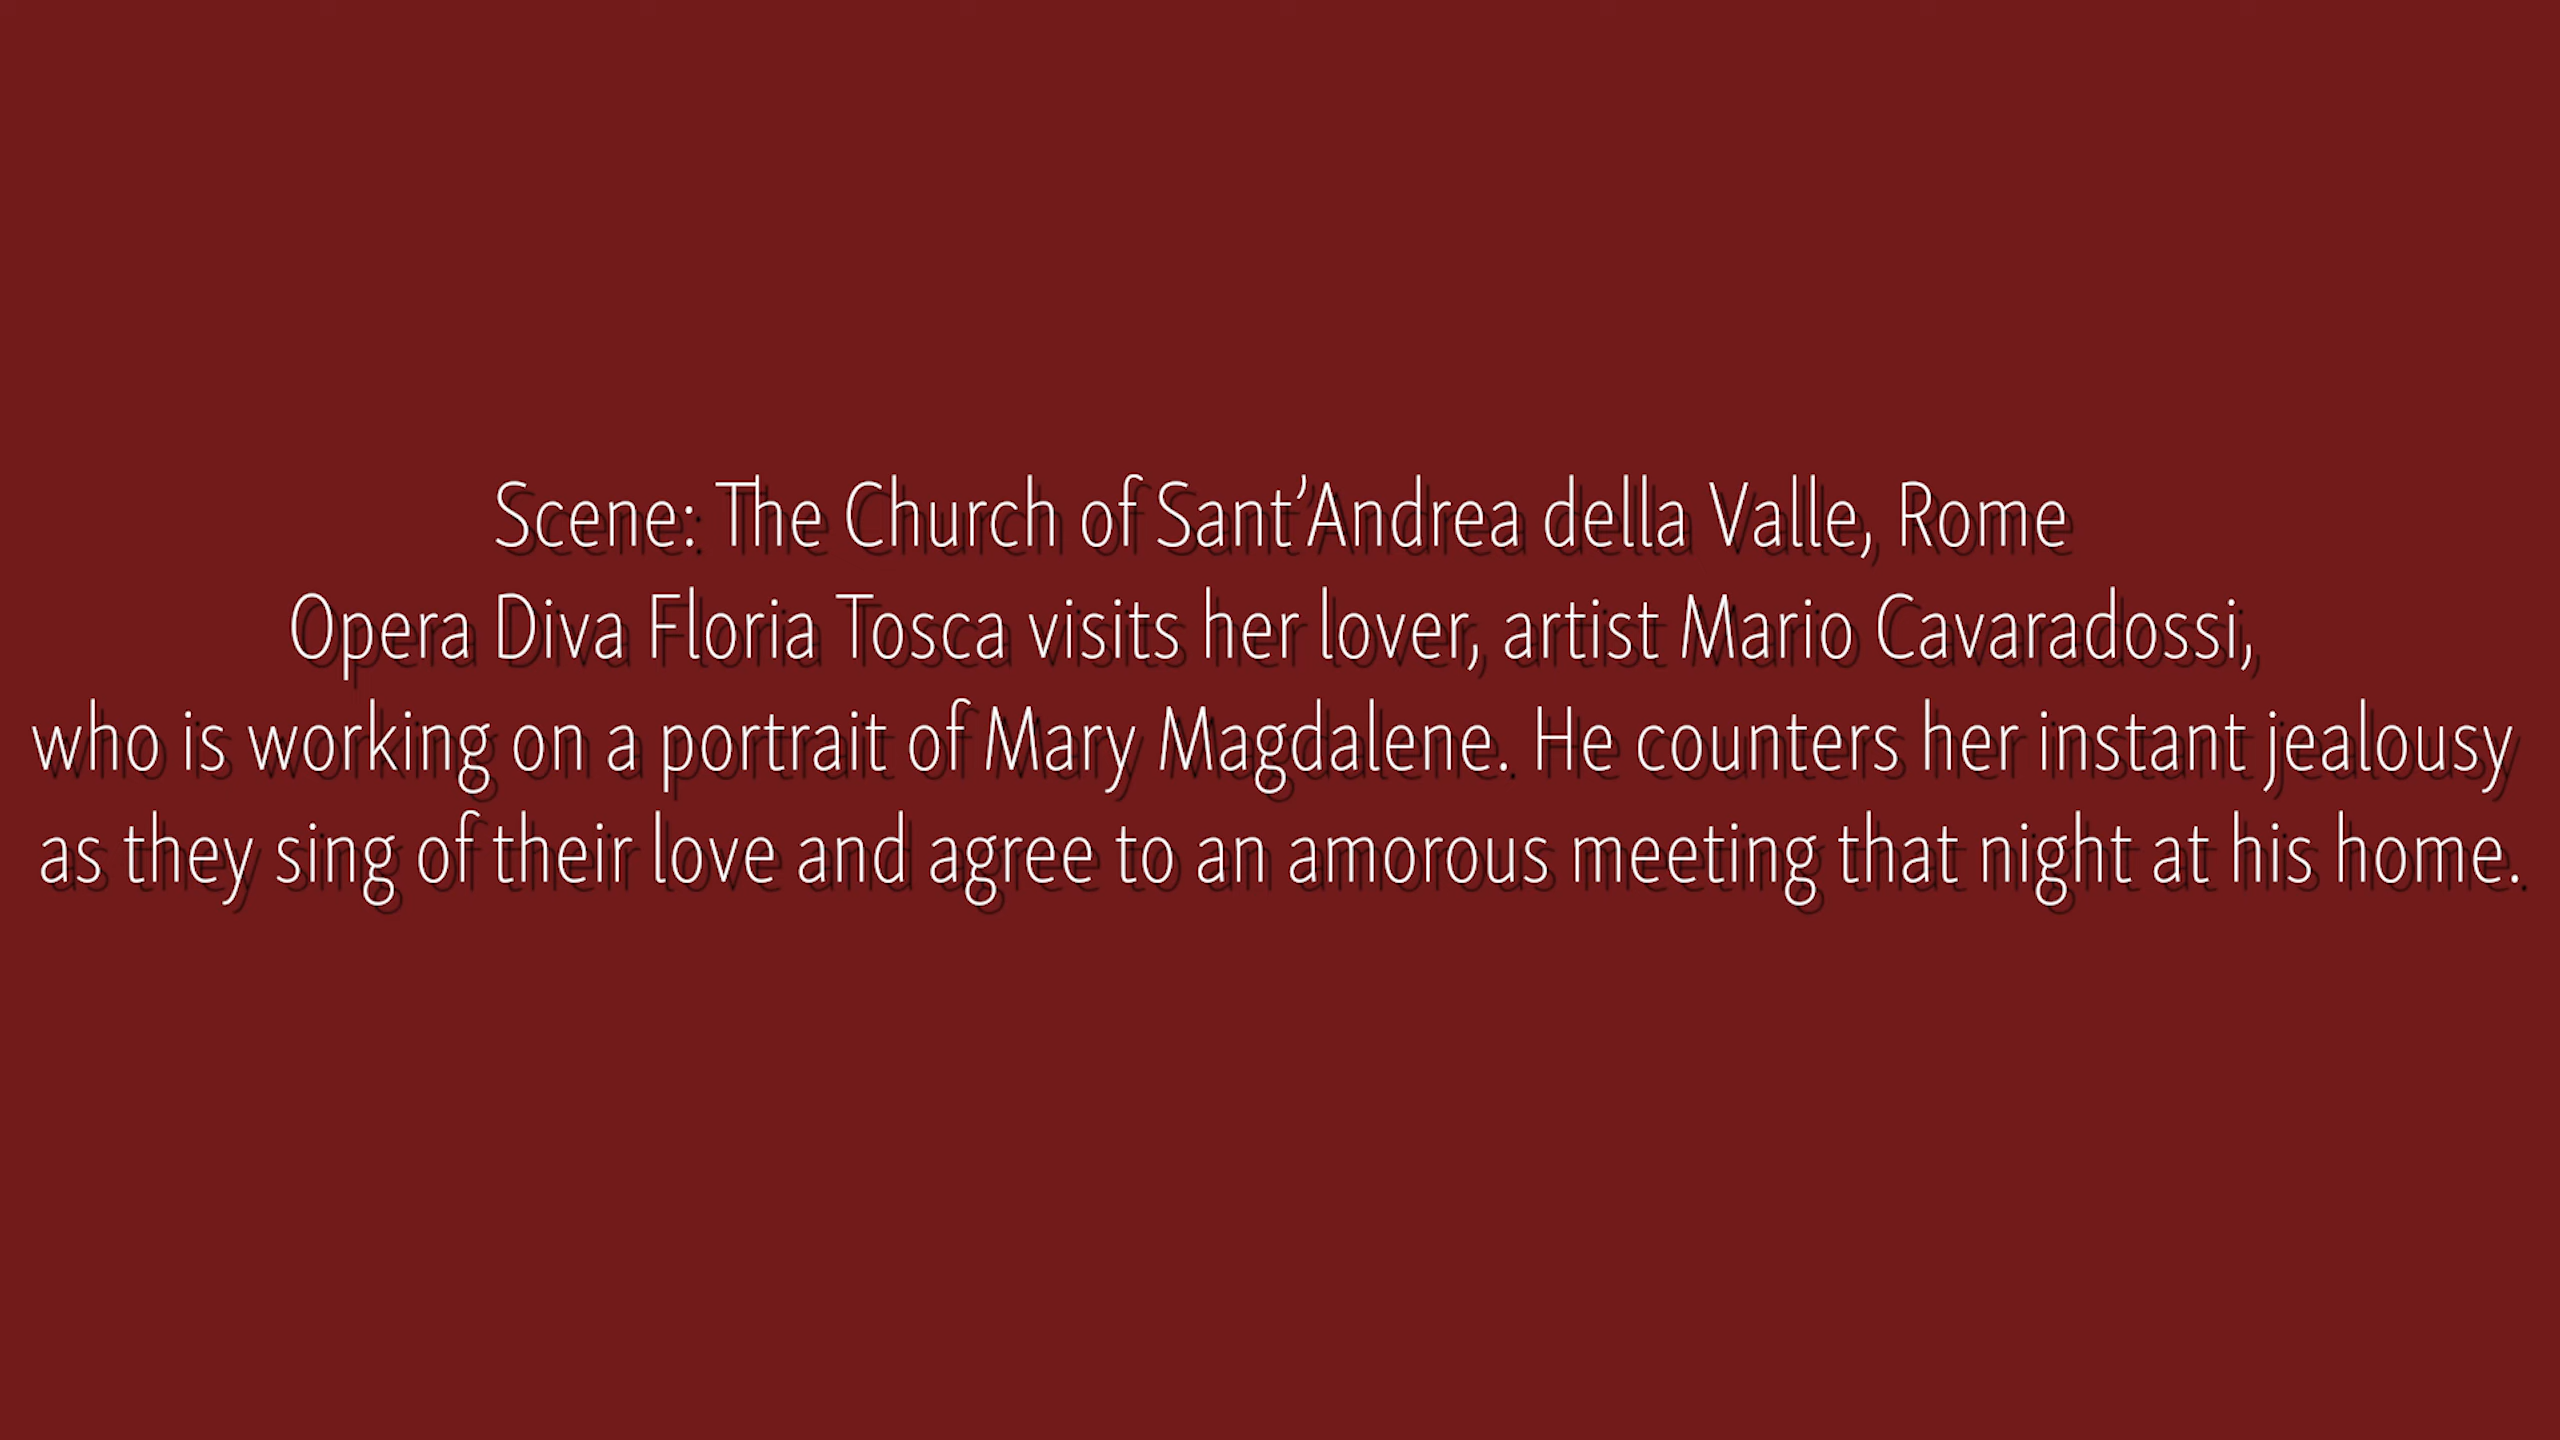 Scene: The Church of Sant’Andrea della Valle, Rome
Opera Diva Floria Tosca visits her lover, artist Mario Cavaradossi,
who is working on a portrait of Mary Magdalene. He counters her instant jealousy
as they sing of their love and agree to an amorous meeting that night at his home.